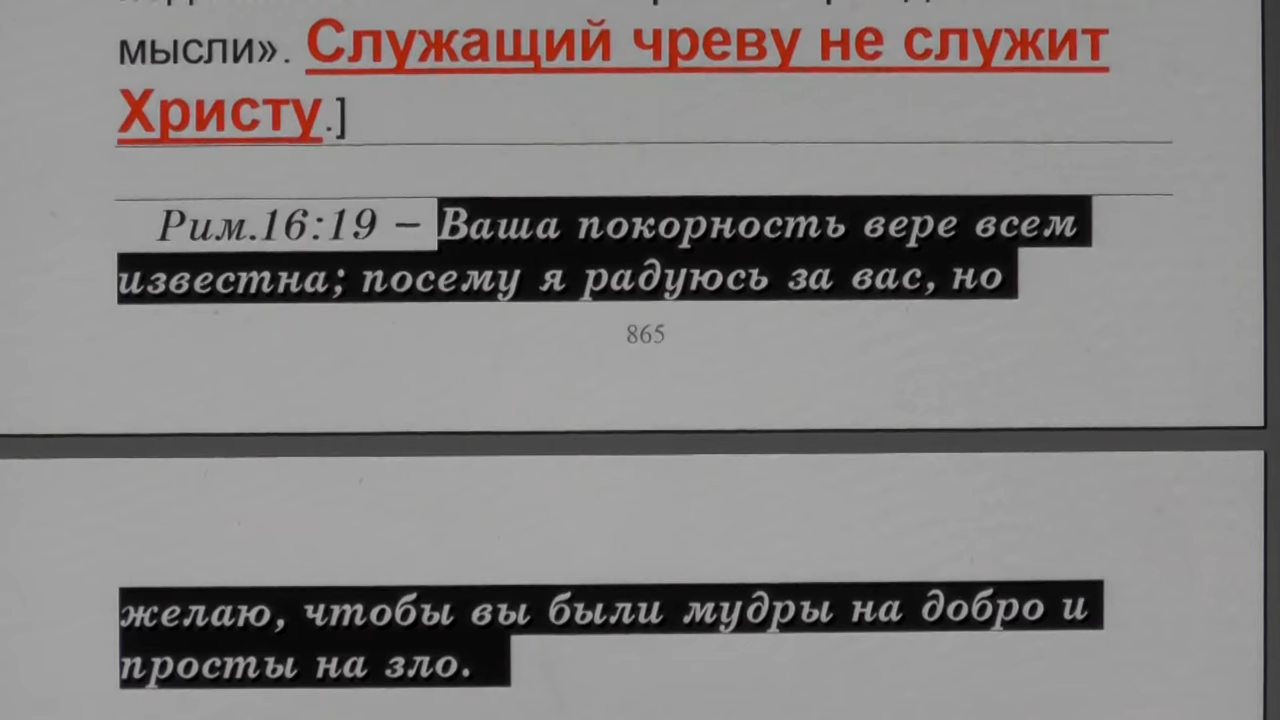 мысли». Служащий чреву не служит
Христу.]
Рим.16:19 – Ваша покорность вере всем
известна; посему я радуюсь за вас, но
865
желаю, чтобы вы были мудры на добро и
просты на зло.